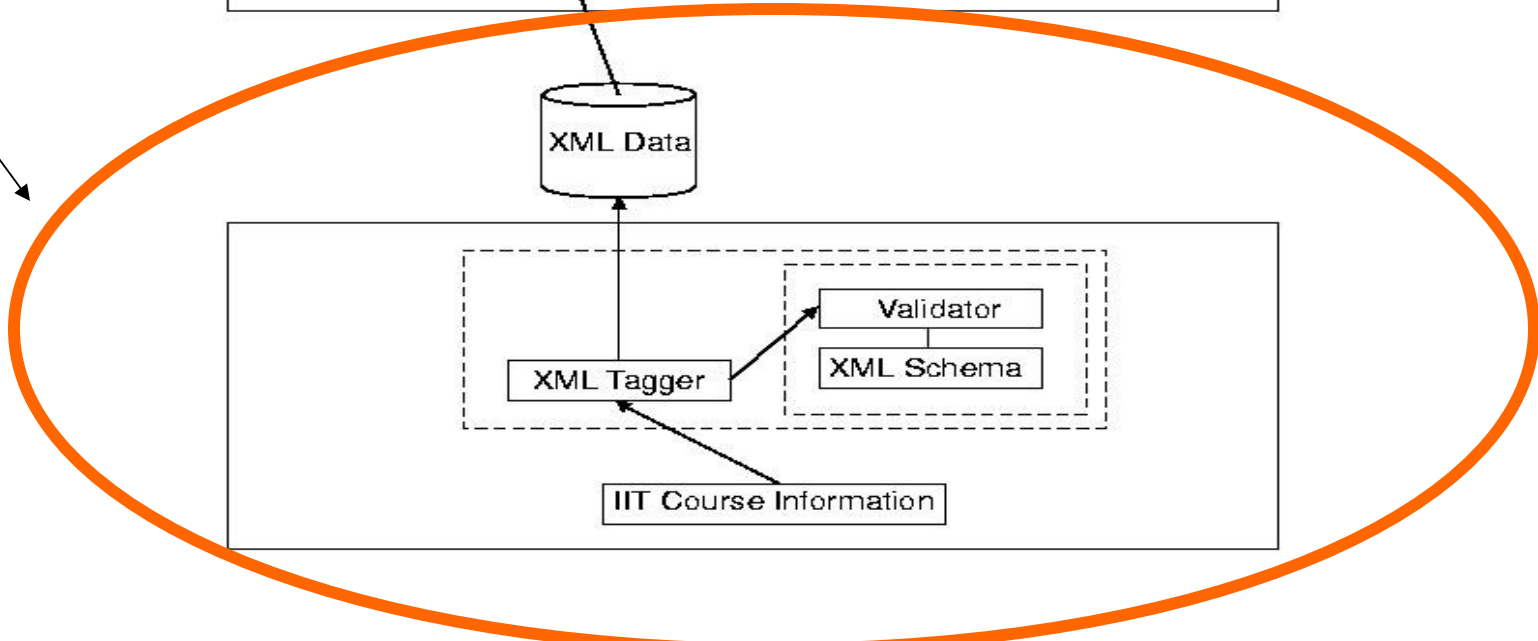 XML Data
Validator
XML Schema
XML Tagger
IIT Course Information